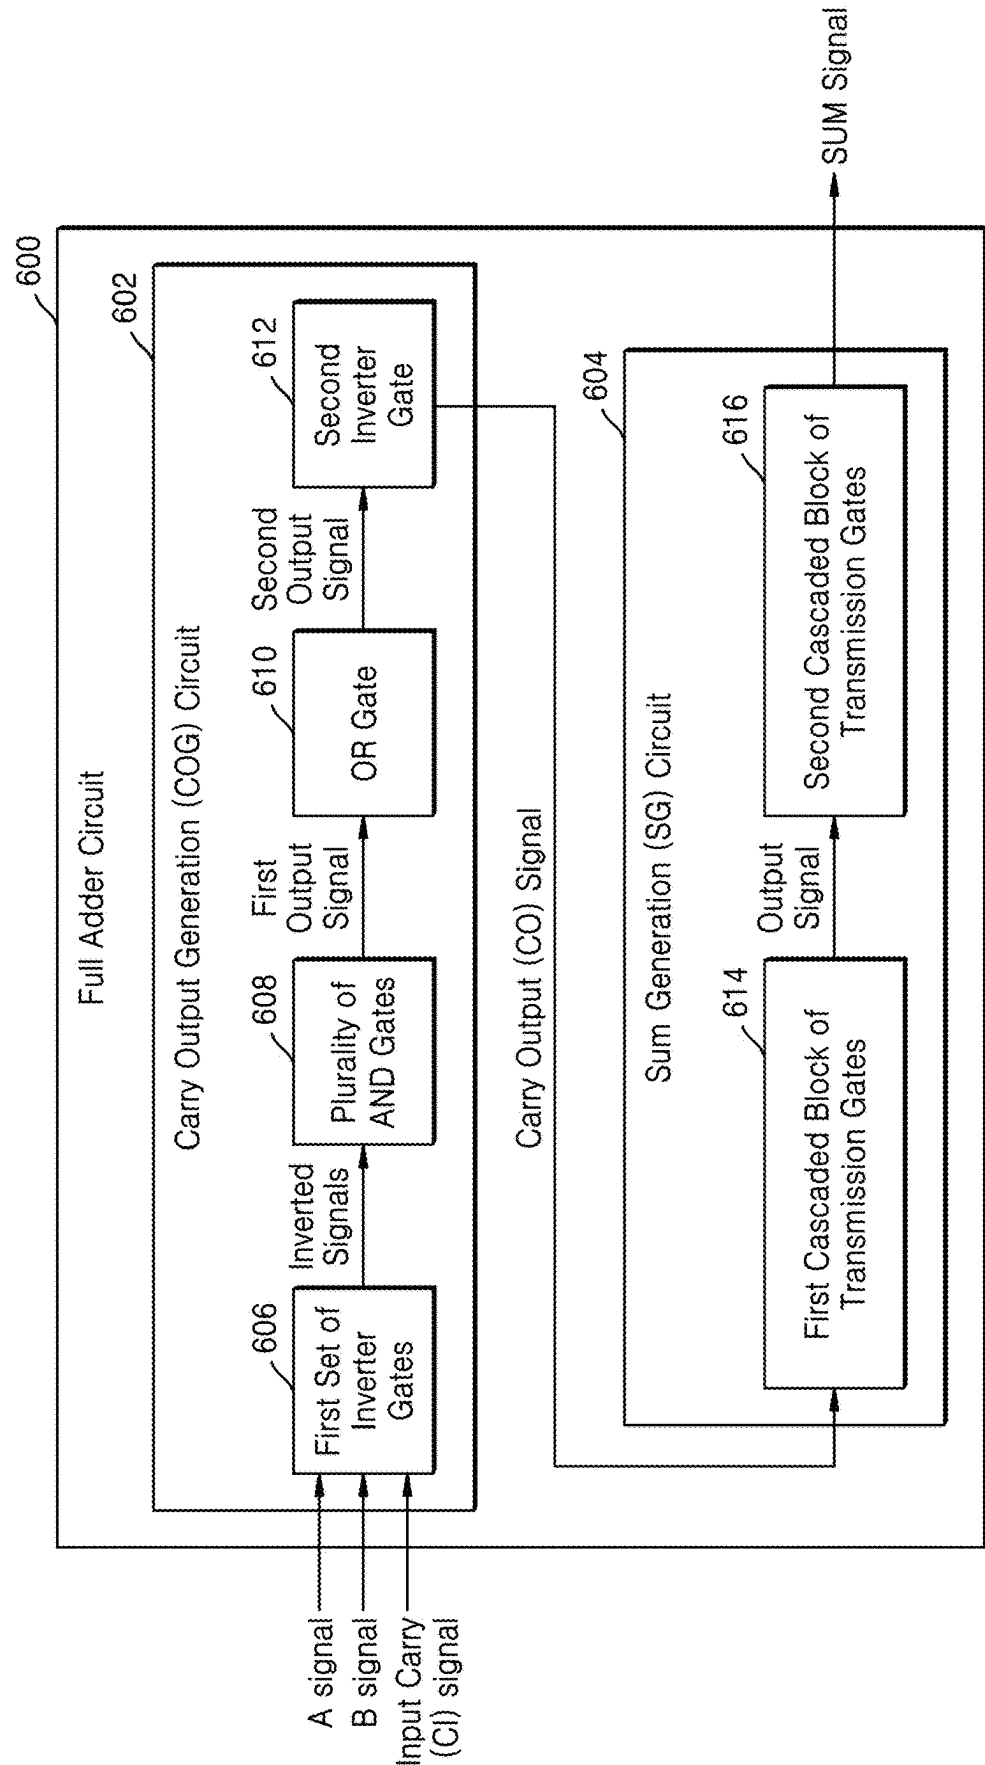 600
Full Adder Circuit
602
Carry Output Generation (COG) Circuit
A signal
B signal
Input Carry
(CI) signal
606
First Set of
Inverter
Gates
Inverted
Signals
608
Plurality of
AND Gates
First
Output
Signal
610
OR Gate
Second
Output
Signal
612
Second
Inverter
Gate
Carry Output (CO) Signal
604
Sum Generation (SG) Circuit
614
First Cascaded Block of
Transmission Gates
Output
Signal
616
Second Cascaded Block of
Transmission Gates
SUM Signal